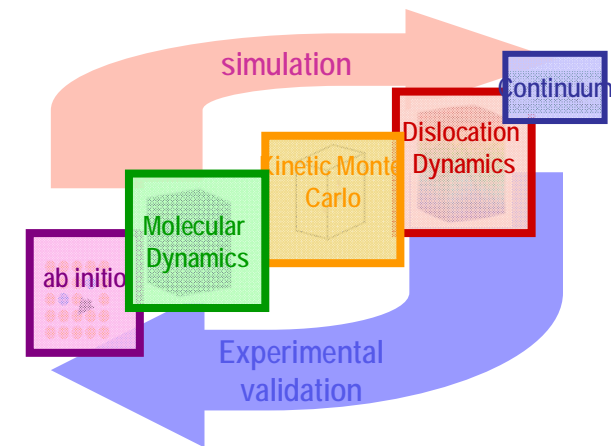 simulation
Continuum
Dislocation
Dynamics
Kinetic Monte
Carlo
Molecular
Dynamics
ab initio
Experimental
validation